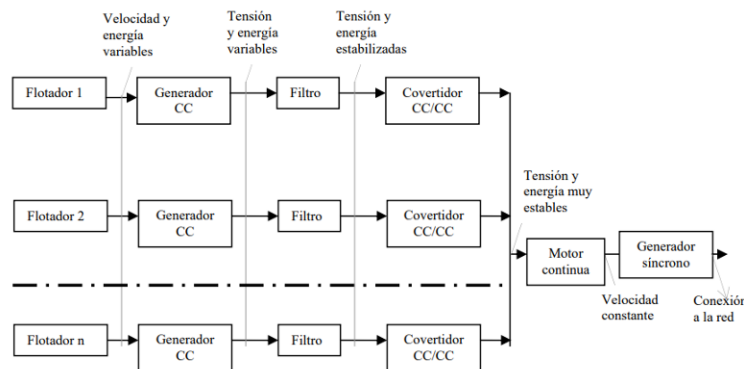 Velocidad y
energía
variables
Tensión
y energía
variables
Tensión y
energía
estabilizadas
Flotador 1
Generador
CC
Filtro
Covertidor
CC/CC
Flotador 2
Generador
CC
Filtro
Covertidor
CC/CC
Tensión y
energía muy
estables
Motor
continua
Generador
síncrono
Velocidad
constante
Conexión
a la red
Flotador n
Generador
CC
Filtro
Covertidor
CC/CC